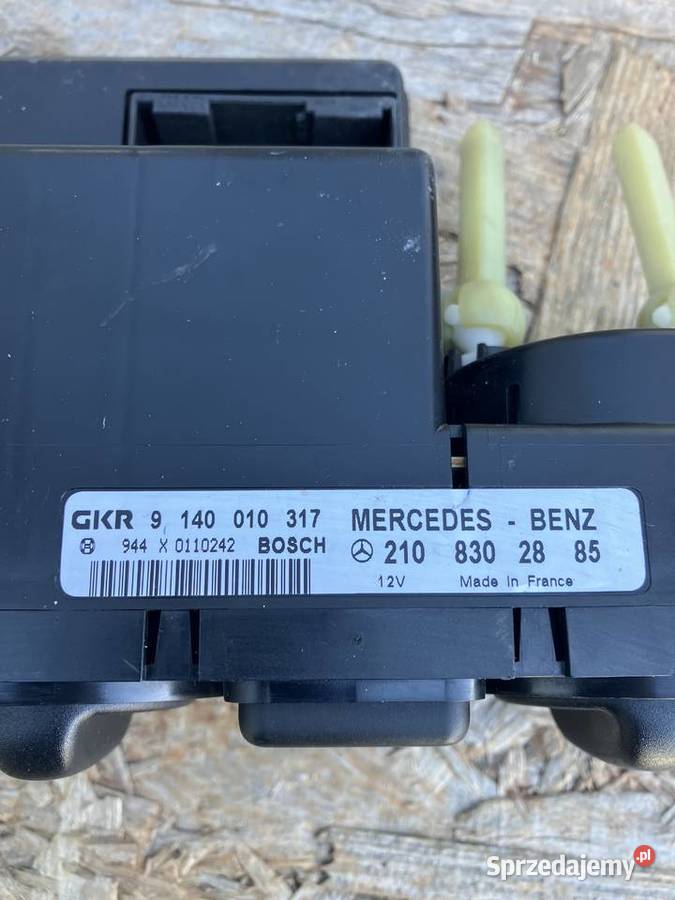 GKR 9 140 010 317 MERCEDES - BENZ
944 X 0110242 BOSCH 210 830 28 85
12V Made in France
Sprzedajemy.pl